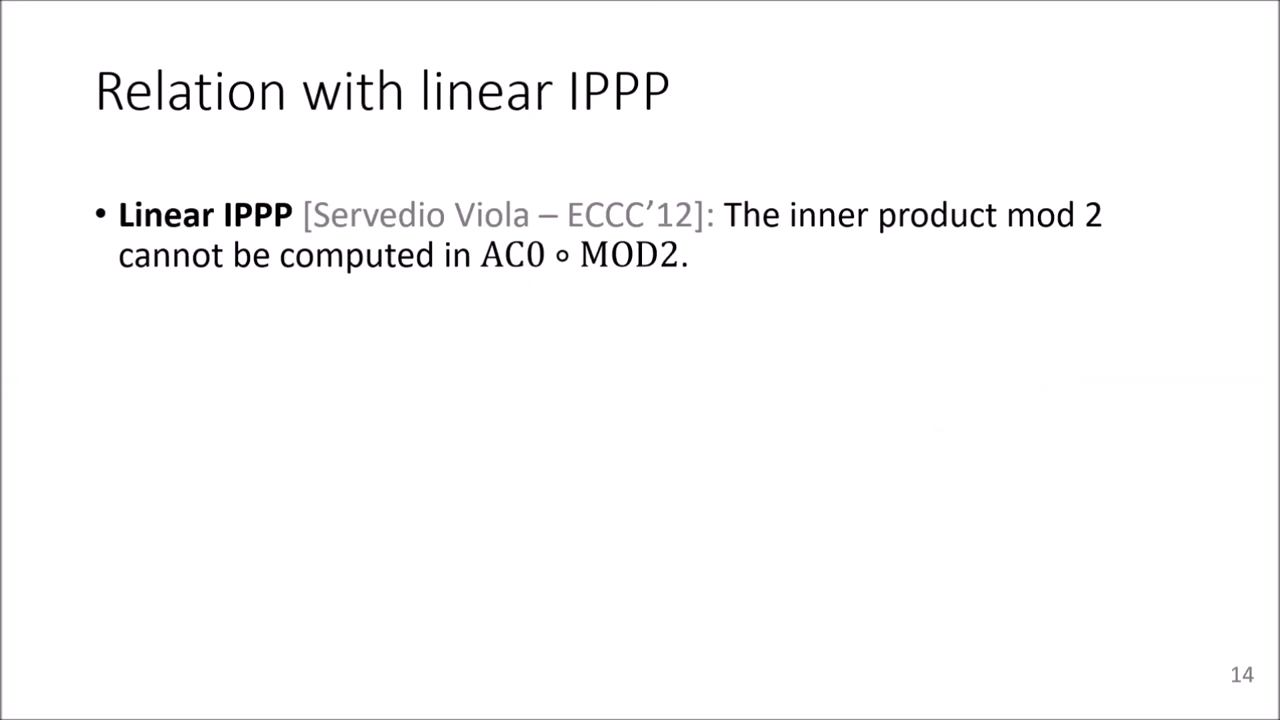 Relation with linear IPPP
• Linear IPPP [Servedio Viola – ECCC’12]: The inner product mod 2
cannot be computed in AC0 ∘ MOD2.
14